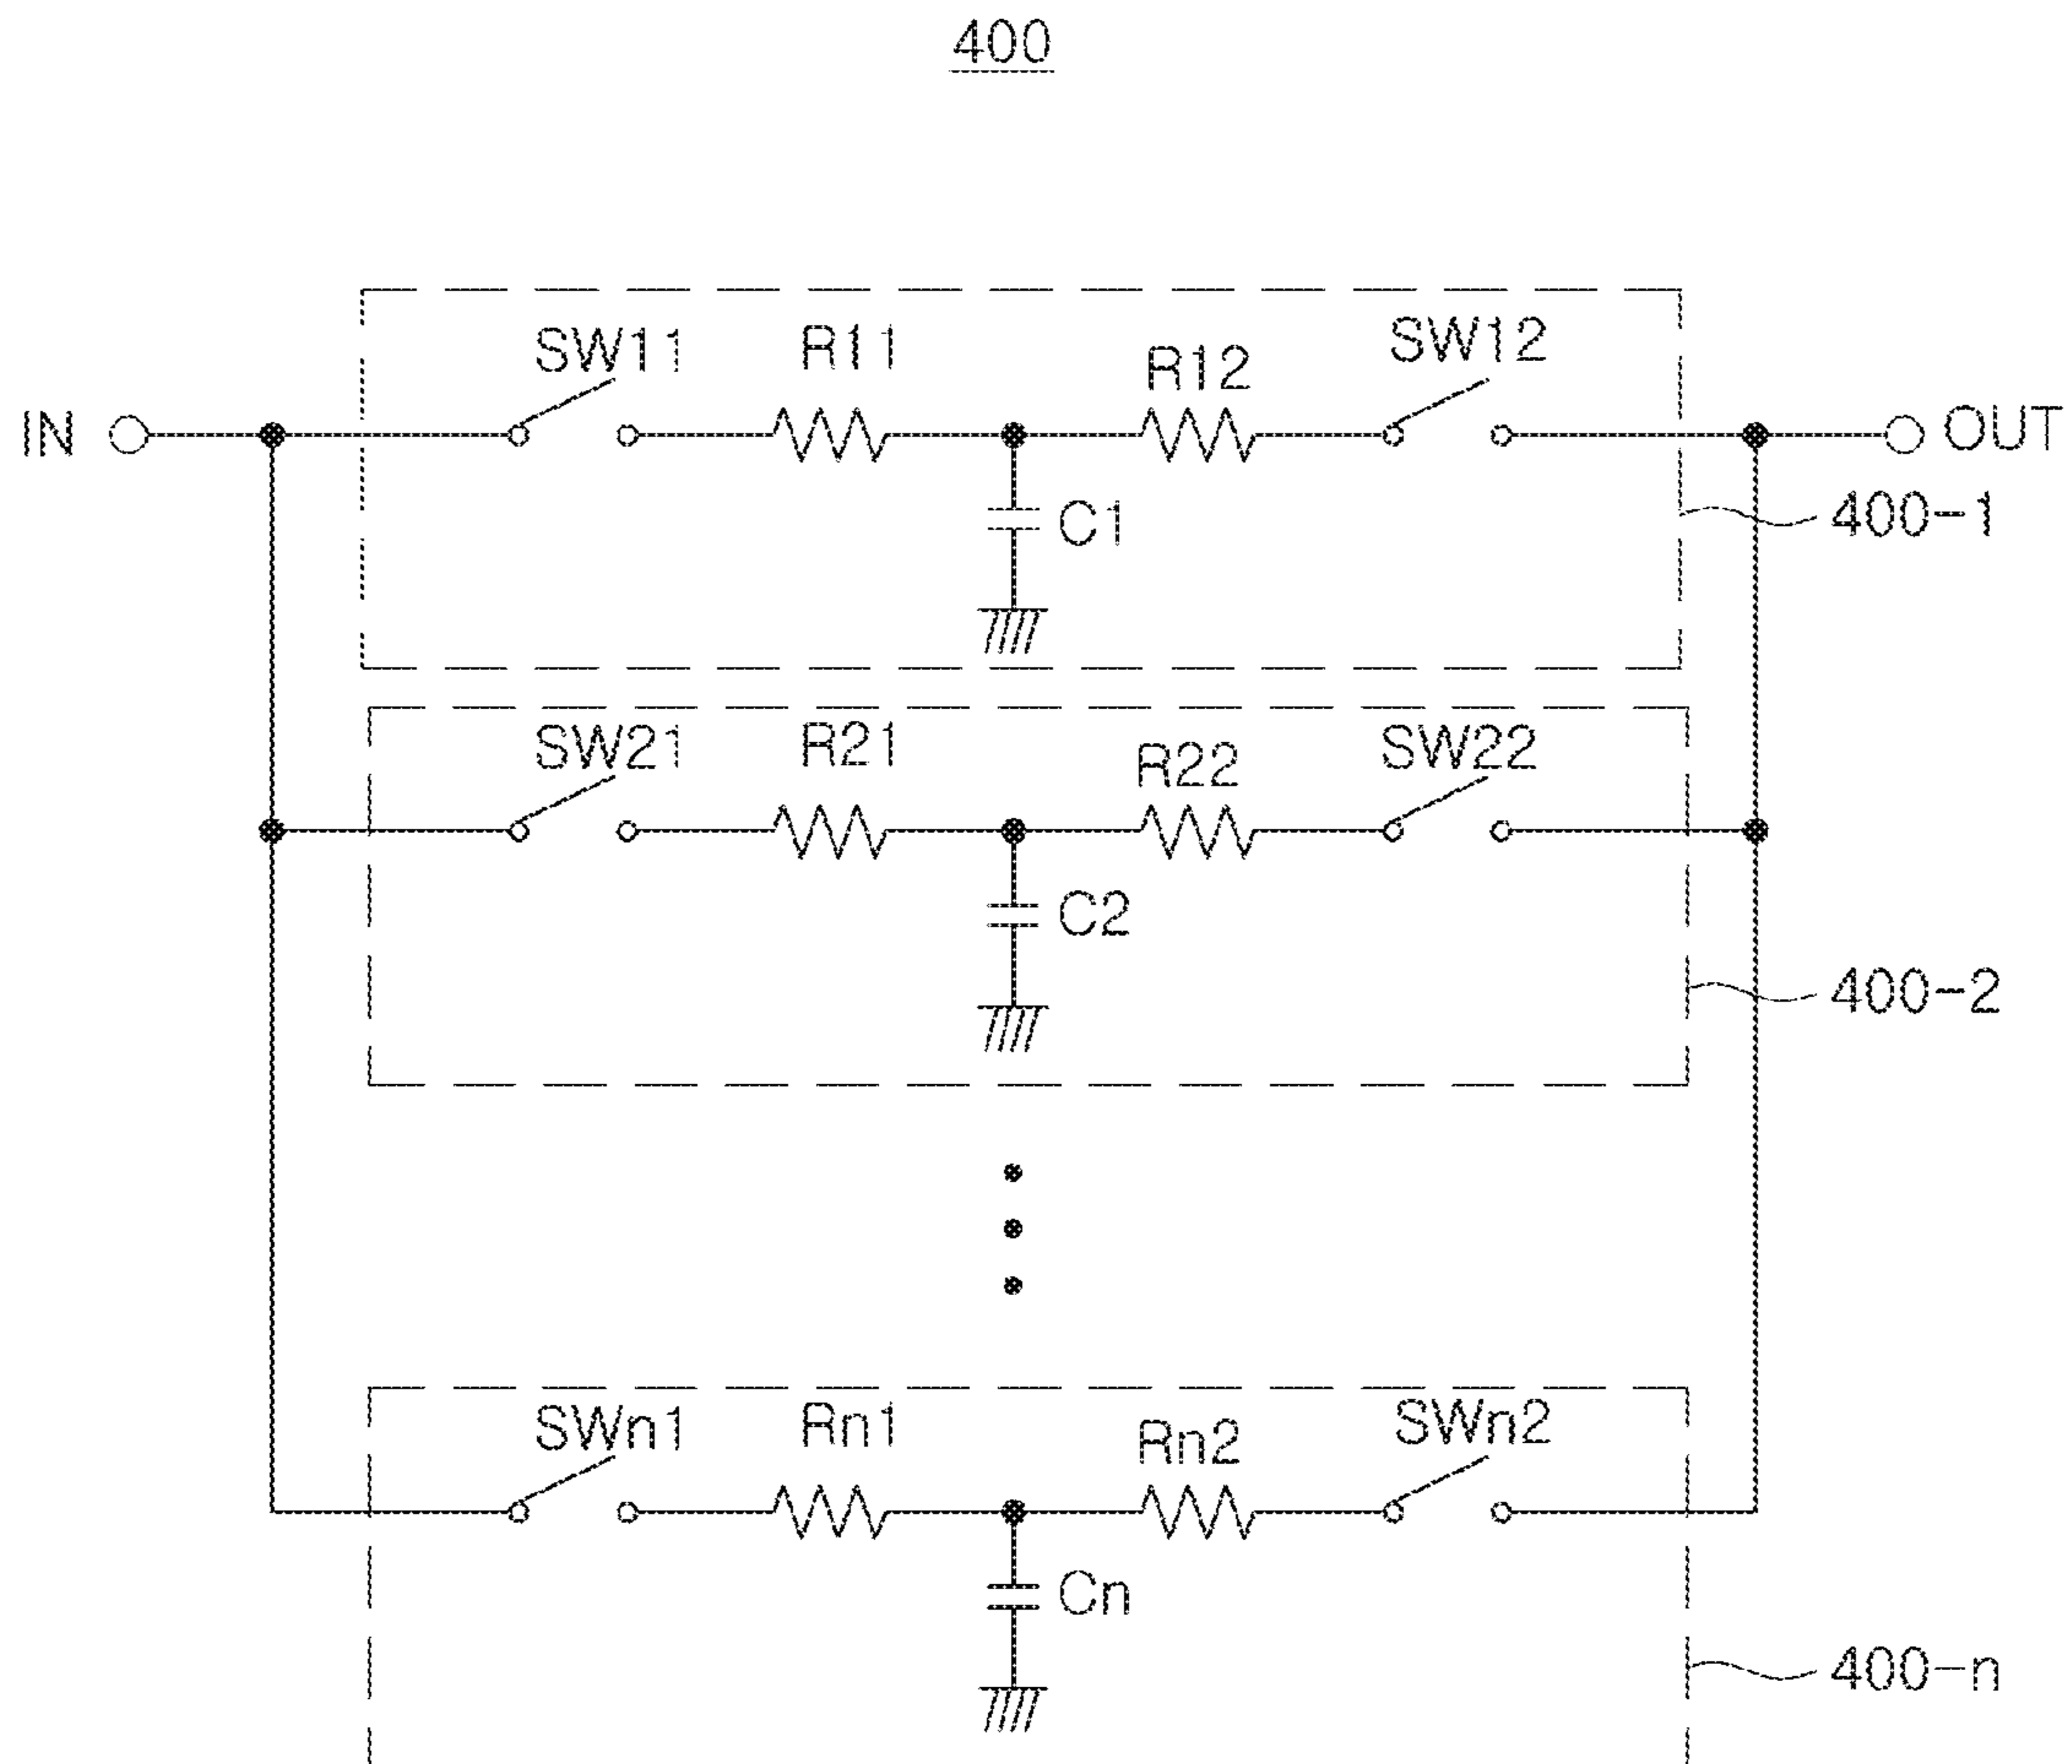 400
SW11 R11 R12 SW12
IN OUT
C1 400-1
SW21 R21 R22 SW22
C2
400-2
SWn1 Rn1 Rn2 SWn2
Cn
400-n